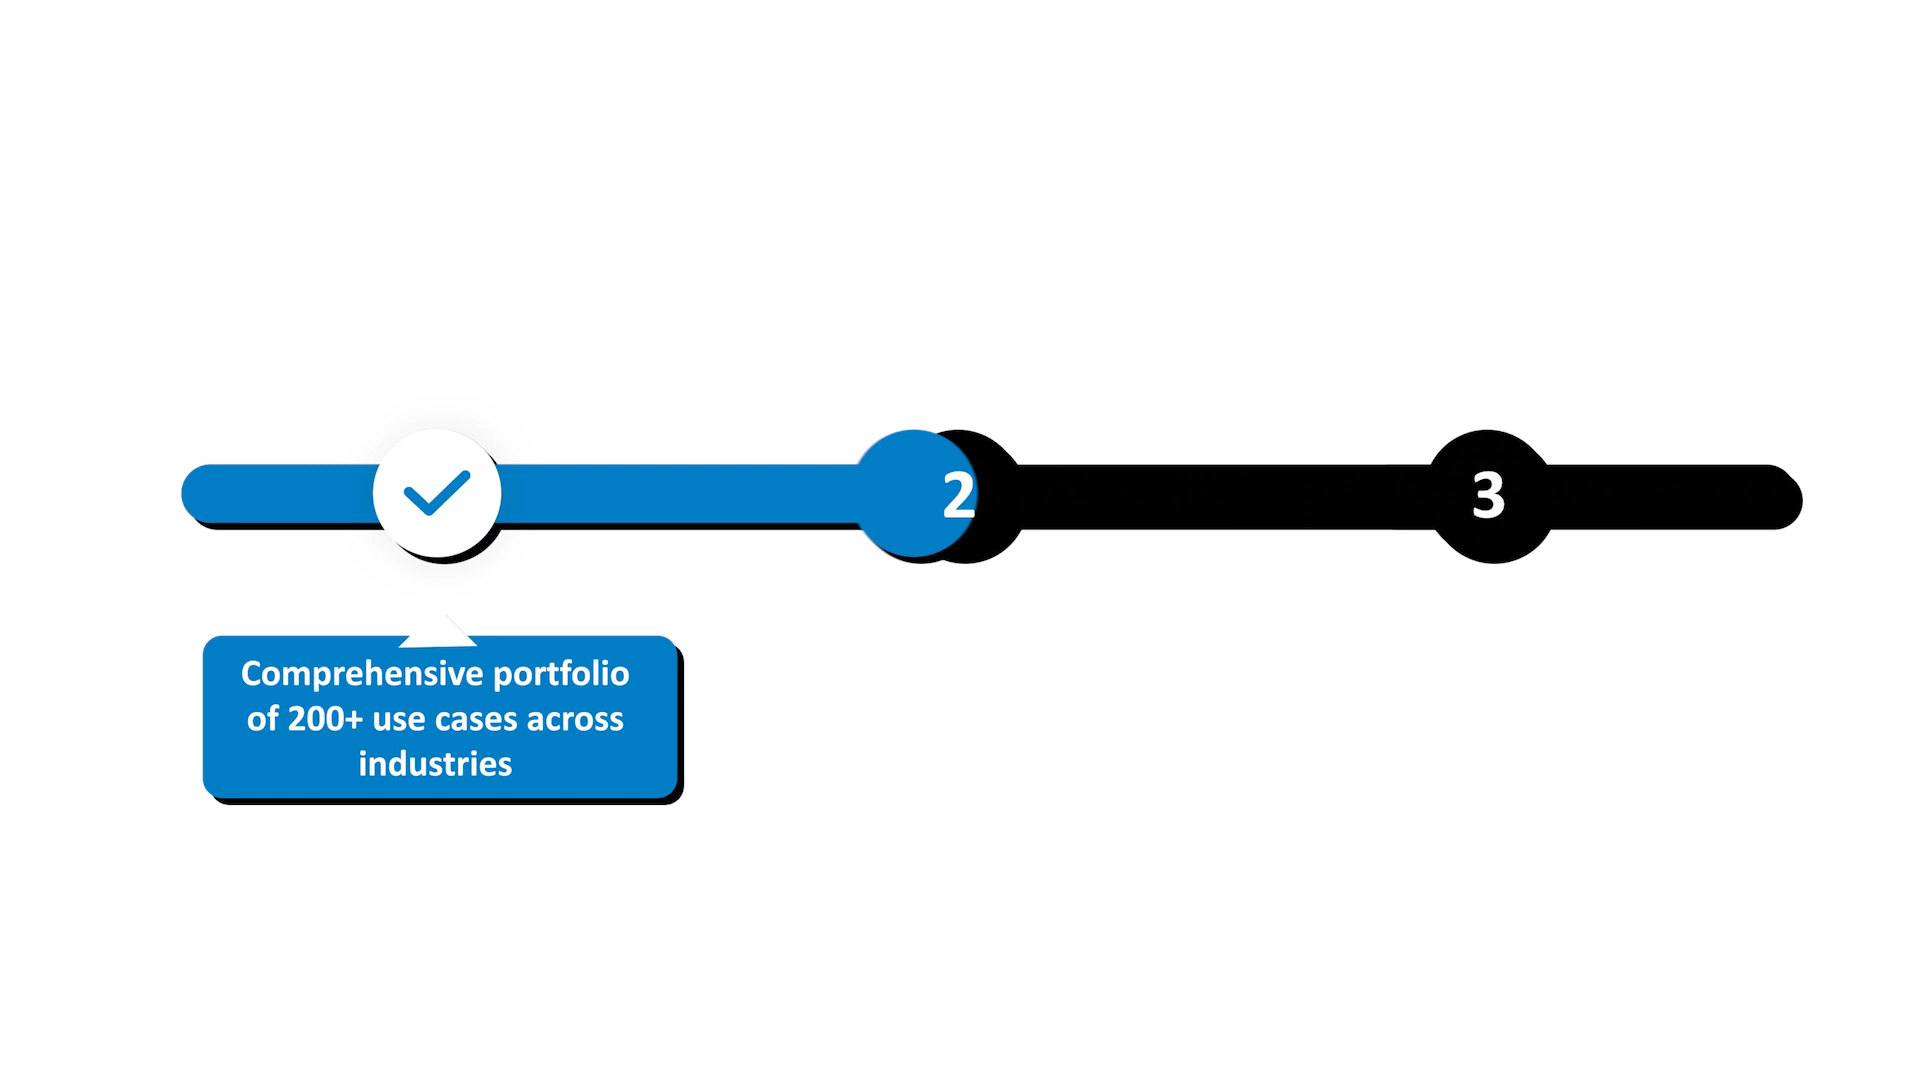 2
3
Comprehensive portfolio
of 200+ use cases across
industries